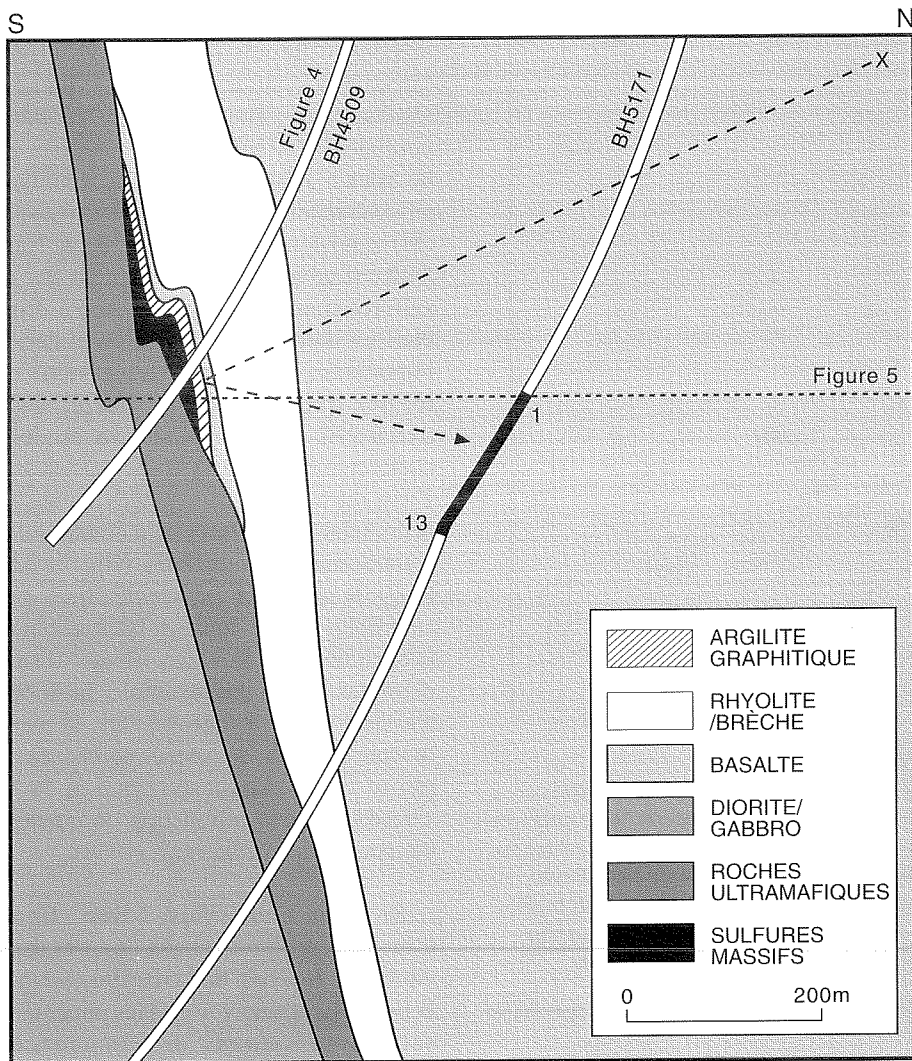 S
N
Figure 4
BH4509
BH5171
X
Figure 5
1
13
ARGILITE
GRAPHITIQUE
RHYOLITE
/BRÈCHE
BASALTE
DIORITE/
GABBRO
ROCHES
ULTRAMAFIQUES
SULFURES
MASSIFS
0
200m